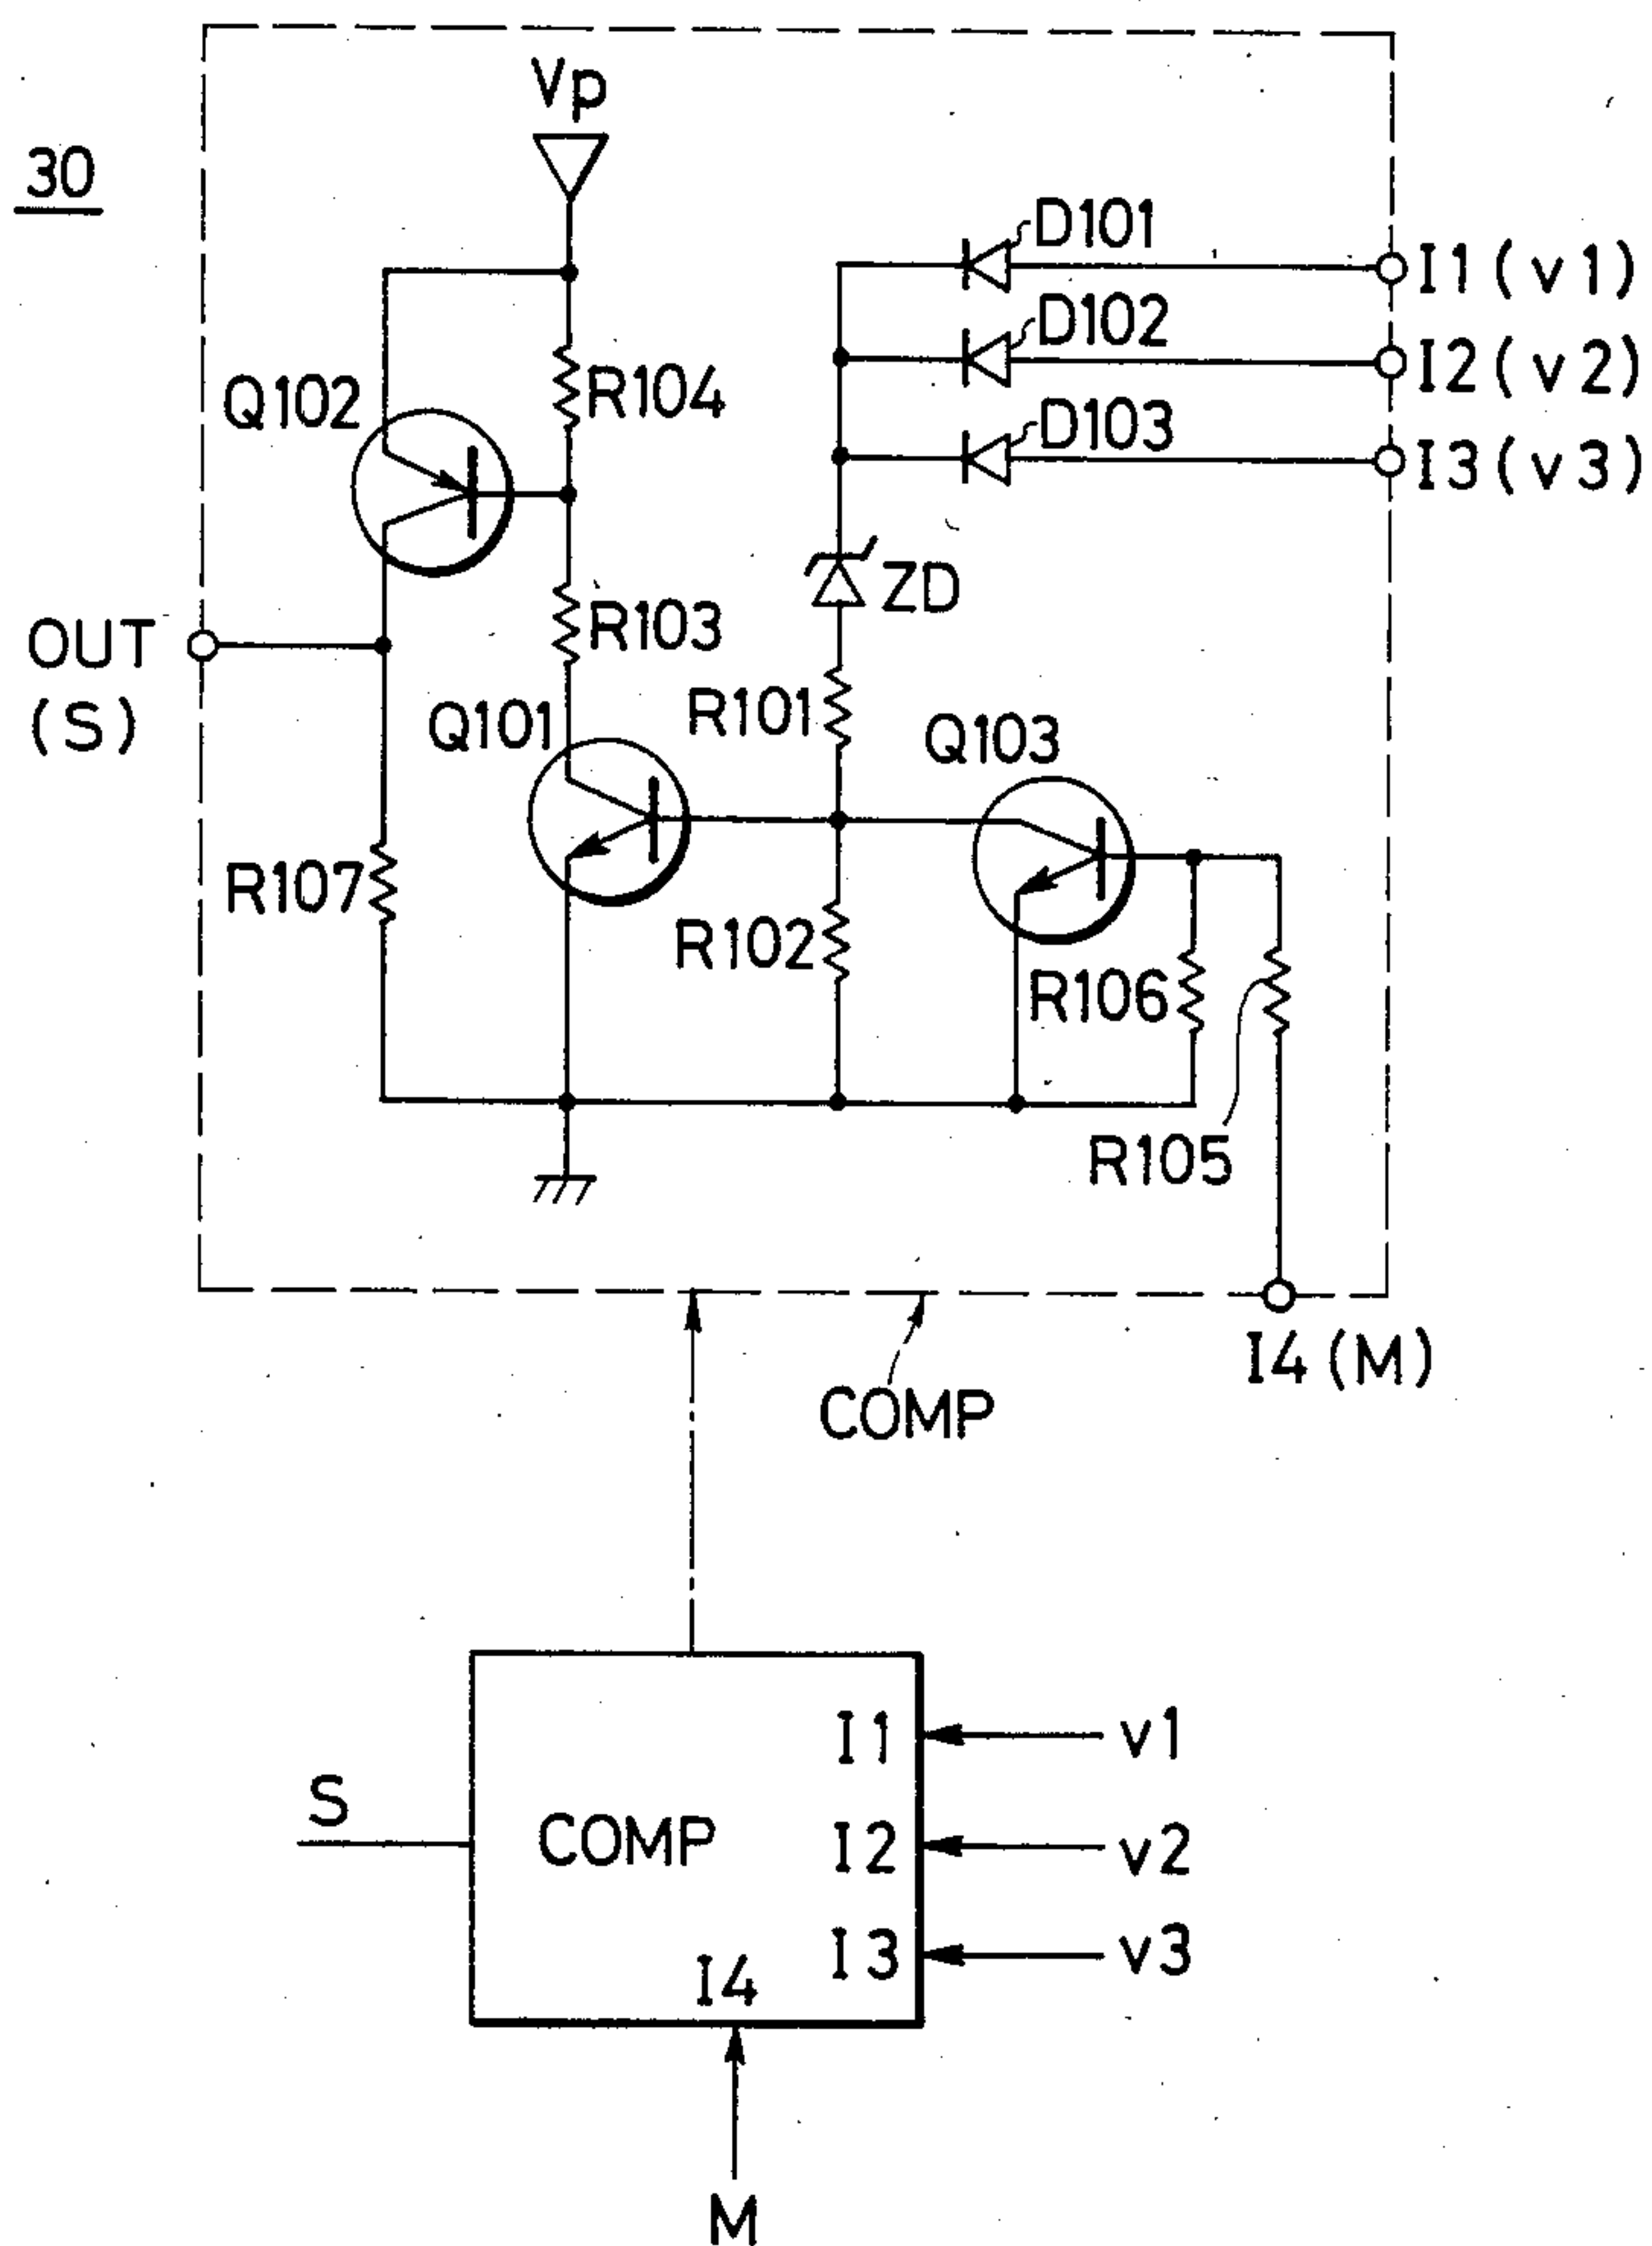 Vp
30
D101
I1(v1)
D102
I2(v2)
Q102
R104
D103
I3(v3)
ZD
R103
OUT
(S)
R101
Q101
Q103
R107
R102
R106
R105
I4(M)
COMP
I1
v1
S
COMP
I2
v2
I3
v3
I4
M